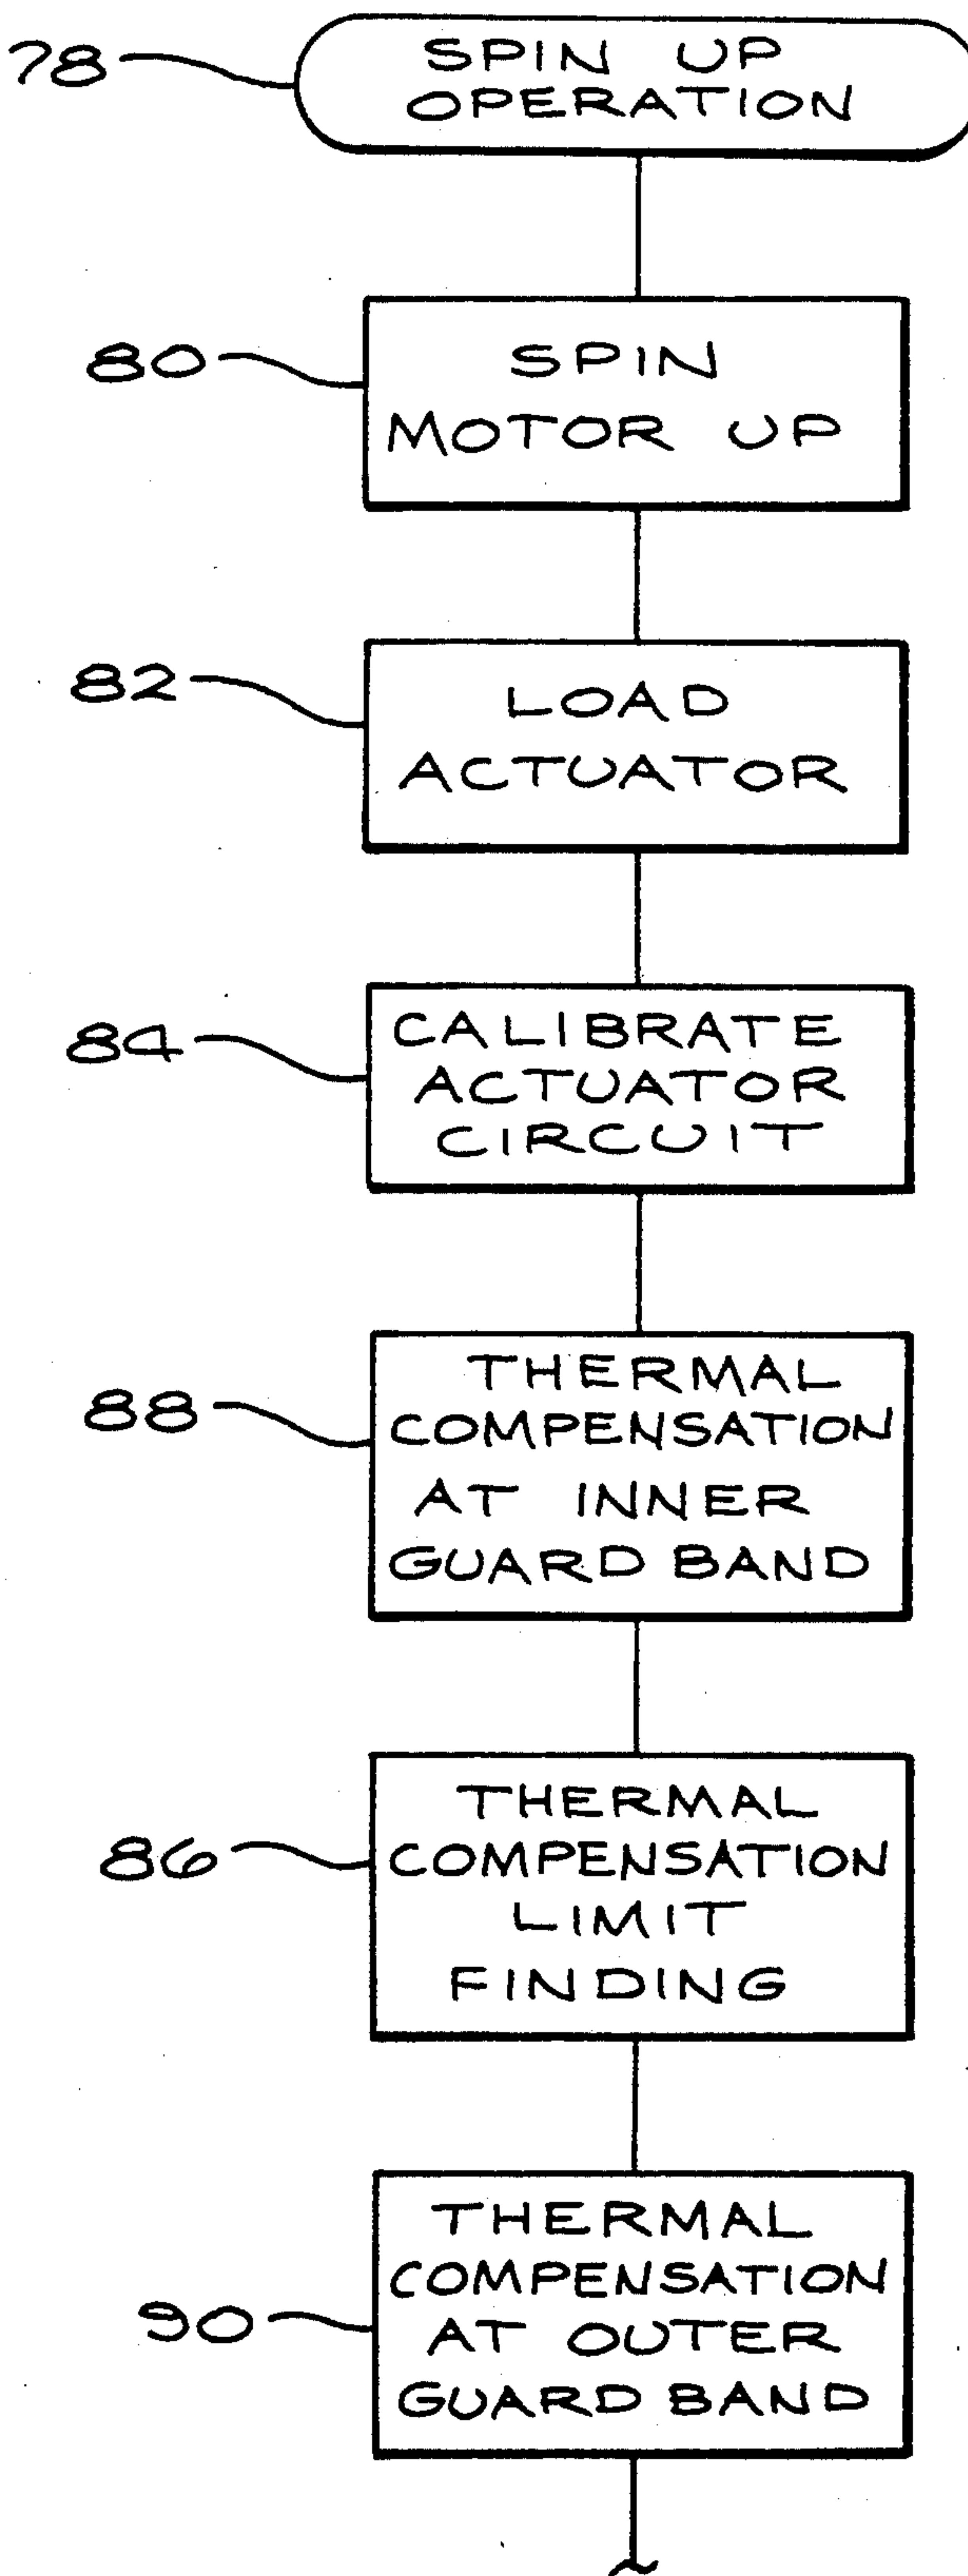 78
SPIN UP
OPERATION
80
SPIN
MOTOR UP
82
LOAD
ACTUATOR
84
CALIBRATE
ACTUATOR
CIRCUIT
88
THERMAL
COMPENSATION
AT INNER
GUARD BAND
86
THERMAL
COMPENSATION
LIMIT
FINDING
90
THERMAL
COMPENSATION
AT OUTER
GUARD BAND